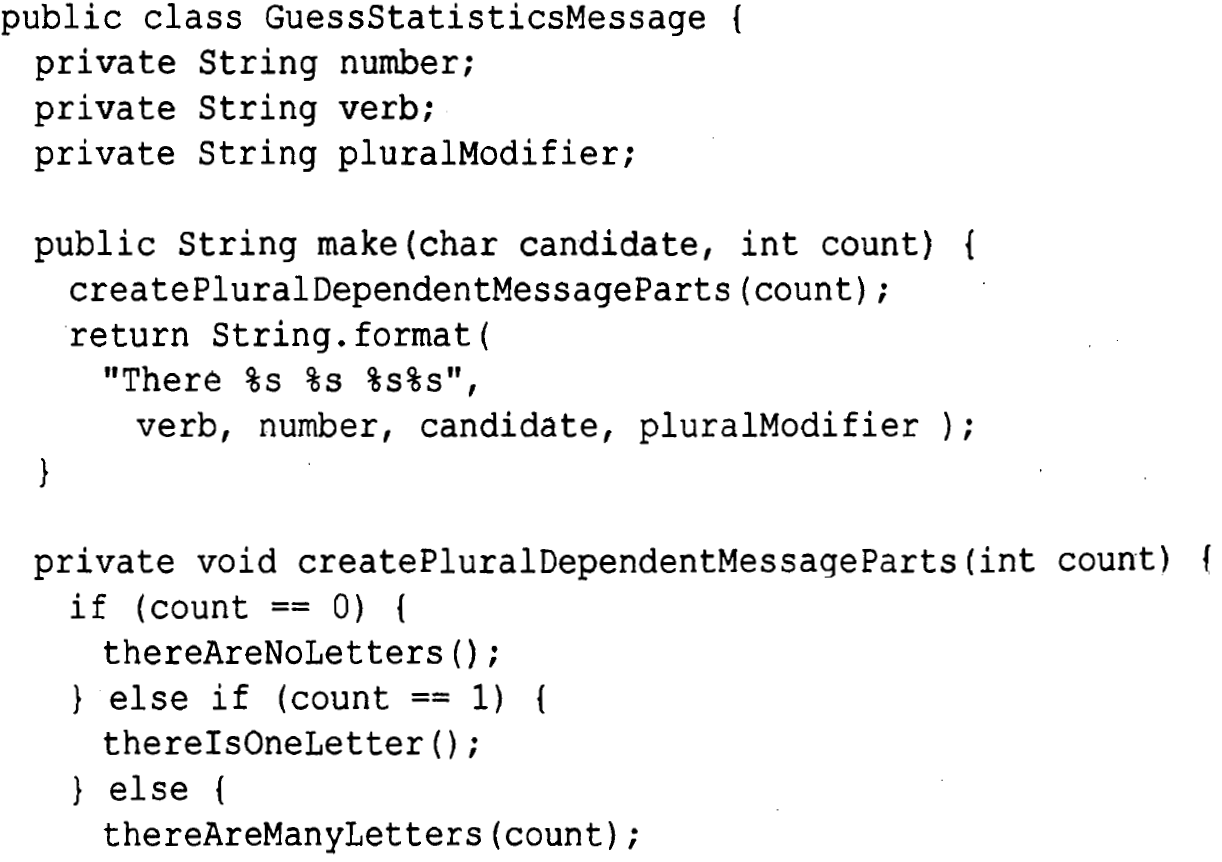 public class GuessStatisticsMessage {
private String number;
private String verb;
private String pluralModifier;
public String make(char candidate, int count) {
createPluralDependentMessageParts(count);
return String.format(
"There %s %s %s%s",
verb, number, candidate, pluralModifier );
}
private void createPluralDependentMessageParts(int count) {
if (count == 0) {
thereAreNoLetters();
} else if (count == 1) {
thereIsOneLetter();
} else {
thereAreManyLetters(count);